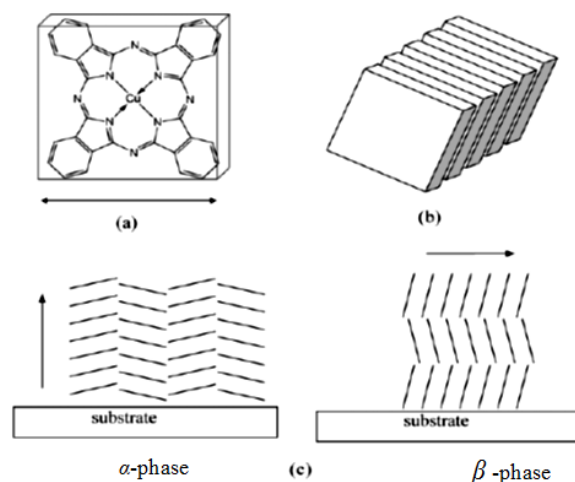 N
N N
N Cu N
N N
N
(a)
(b)
substrate
substrate
α-phase
(c)
β -phase